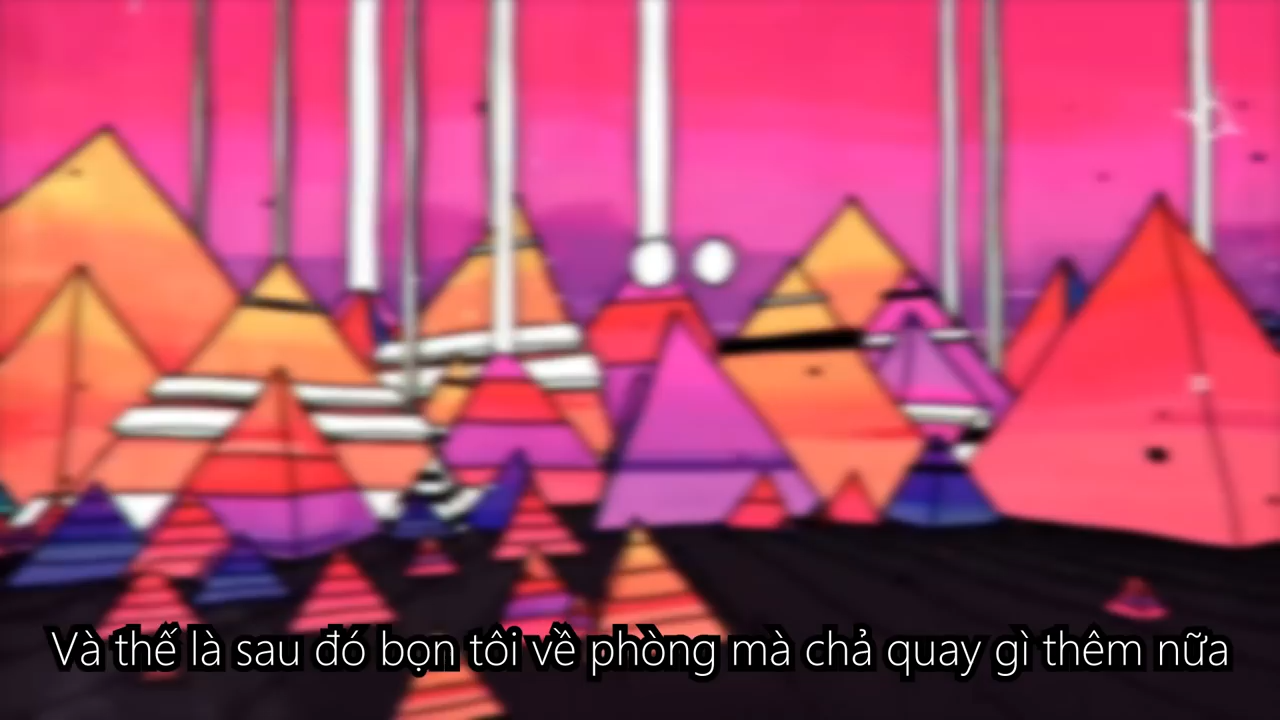 Và thế là sau đó bọn tôi về phòng mà chả quay gì thêm nữa